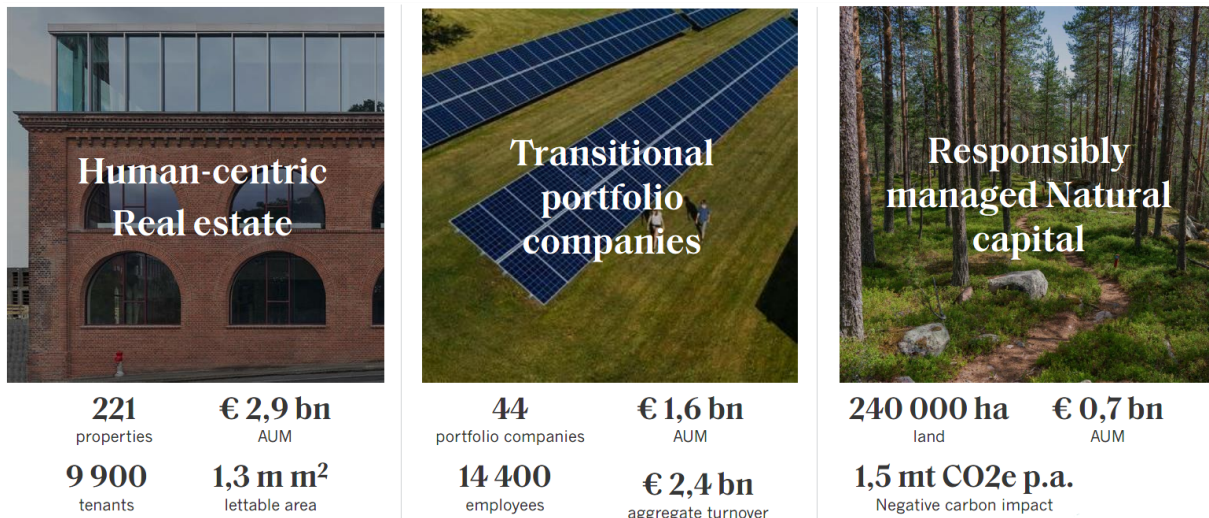 Human-centric
Real estate
221
properties
€ 2,9 bn
AUM
9 900
tenants
1,3 m m²
lettable area
Transitional
portfolio
companies
44
portfolio companies
€ 1,6 bn
AUM
14 400
employees
€ 2,4 bn
aggregate turnover
Responsibly
managed Natural
capital
240 000 ha
land
€ 0,7 bn
AUM
1,5 mt CO2e p.a.
Negative carbon impact